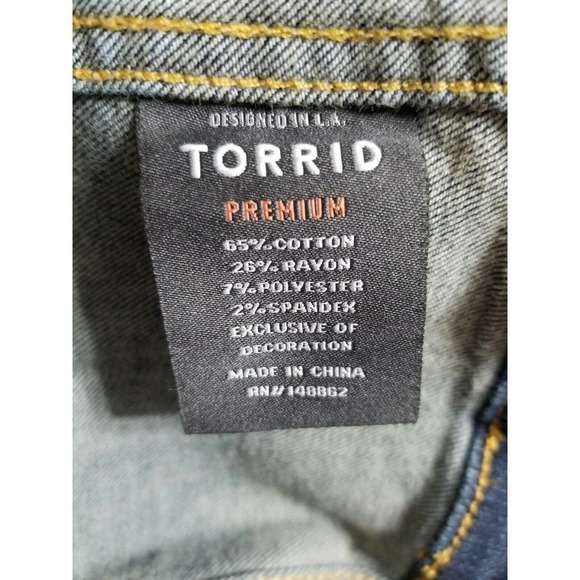 DESIGNED IN L.A.
TORRID
PREMIUM
65% COTTON
26% RAYON
7% POLYESTER
2% SPANDEX
EXCLUSIVE OF
DECORATION
MADE IN CHINA
RN# 148862